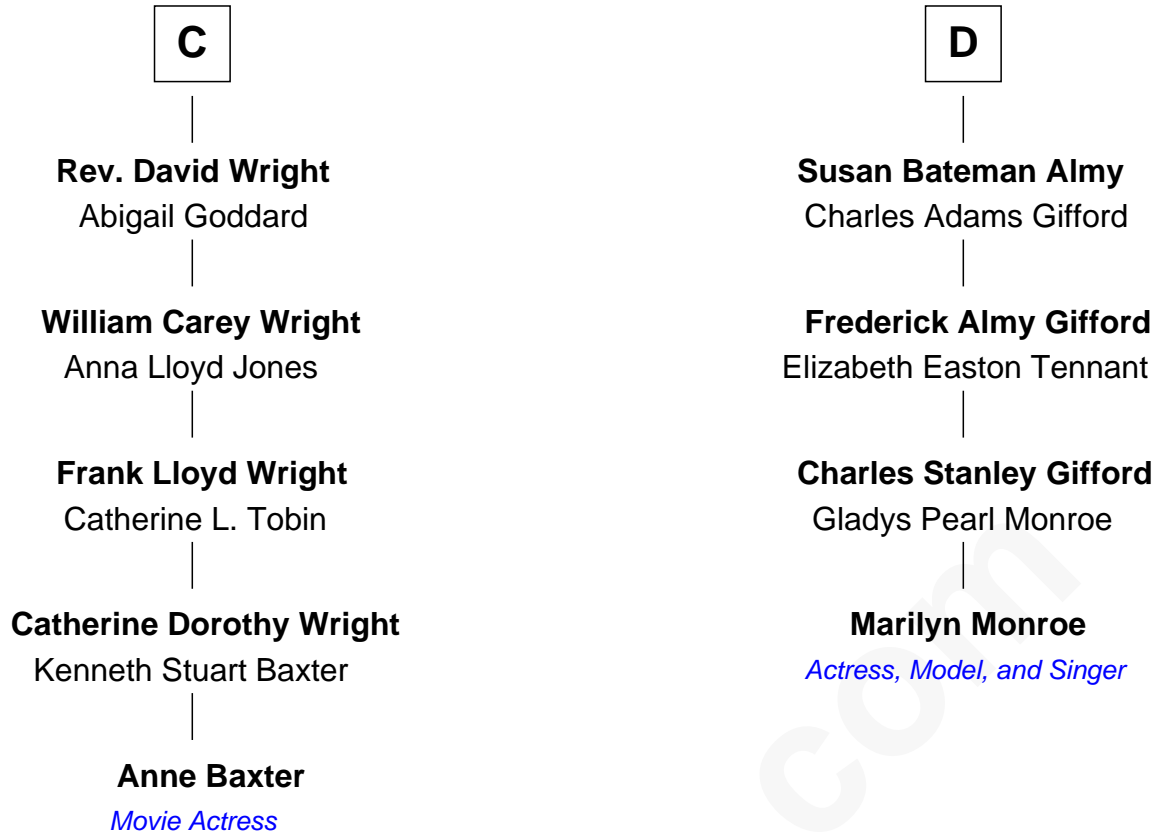 C
Rev. David Wright
Abigail Goddard
William Carey Wright
Anna Lloyd Jones
Frank Lloyd Wright
Catherine L. Tobin
Catherine Dorothy Wright
Kenneth Stuart Baxter
Anne Baxter
Movie Actress
D
Susan Bateman Almy
Charles Adams Gifford
Frederick Almy Gifford
Elizabeth Easton Tennant
Charles Stanley Gifford
Gladys Pearl Monroe
Marilyn Monroe
Actress, Model, and Singer
com